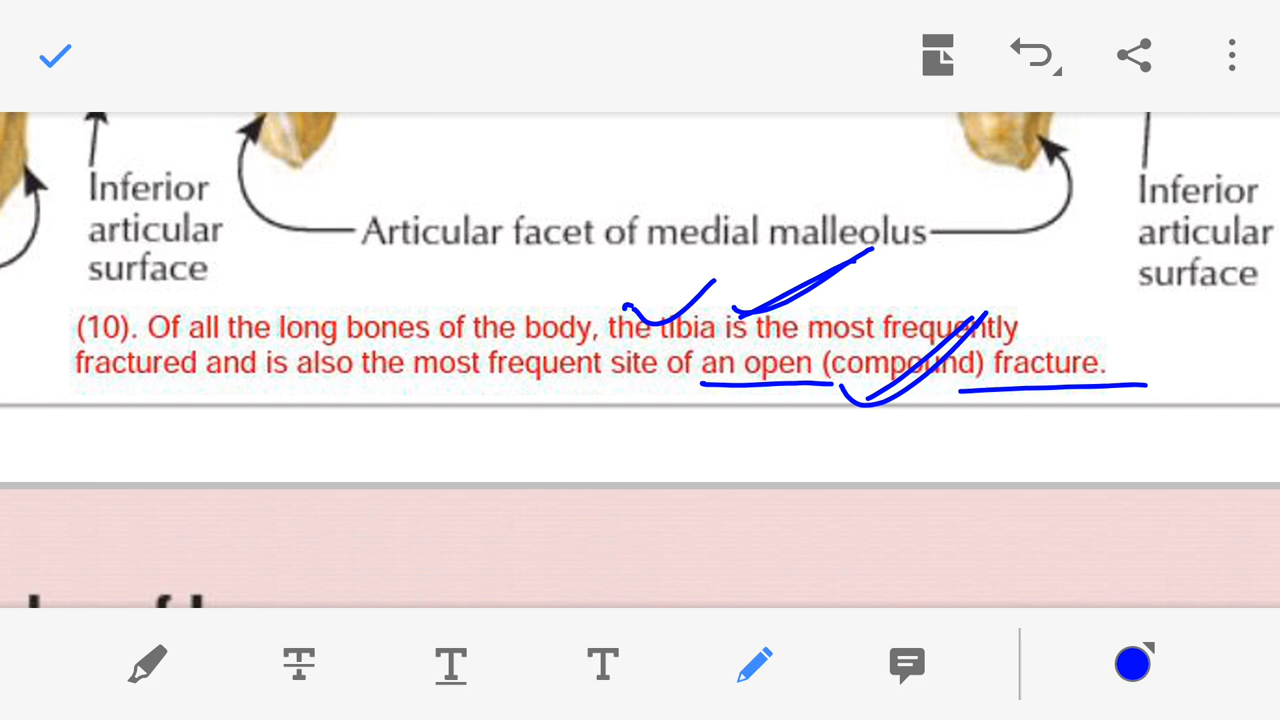 Inferior
articular
surface
Articular facet of medial malleolus
Inferior
articular
surface
(10). Of all the long bones of the body, the tibia is the most frequently
fractured and is also the most frequent site of an open (compound) fracture.